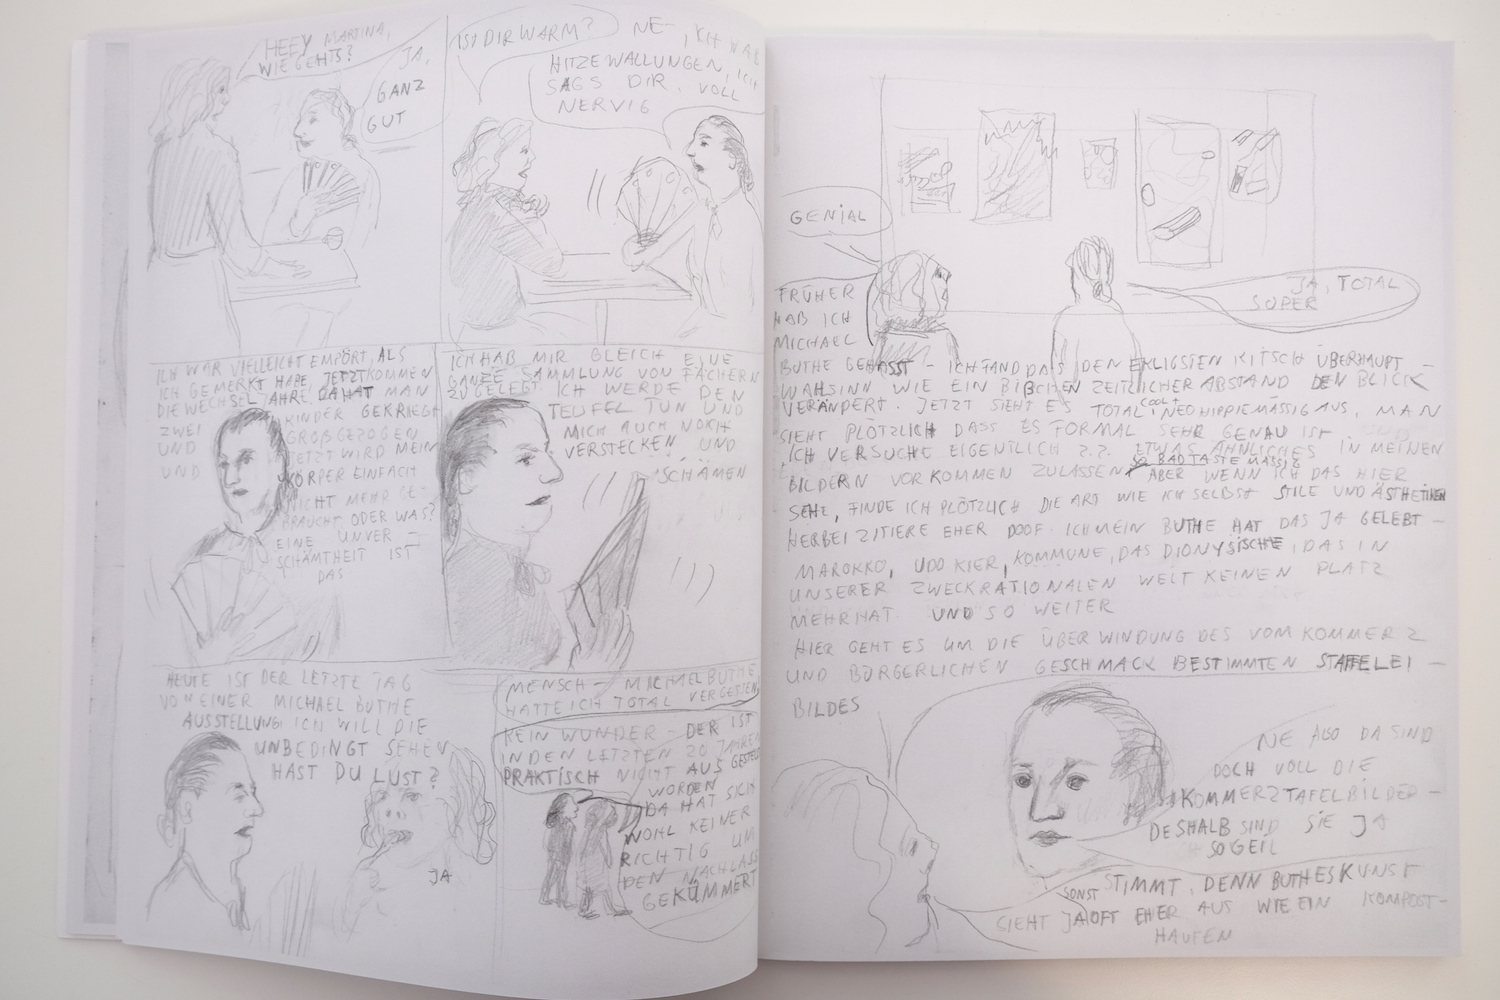 HEEY MARTINA,
WIE GEHTS?
JA,
GANZ
GUT
IST DIR WARM?
NE-, ICH HAB
HITZEWALLUNGEN, ICH
SAGS DIR. VOLL
NERVIG
ICH WAR VIELLEICHT EMPÖRT, ALS
ICH GEMERKT HABE, JETZT KOMMEN
DIE WECHSELJAHRE! DA HAT MAN
ZWEI KINDER GEKRIEGT
UND GROẞGEZOGEN
UND JETZT WIRD MEIN
KÖRPER EINFACH
NICHT MEHR GE-
BRAUCHT ODER WAS?
EINE UNVER-
SCHÄMTHEIT IST
DAS
ICH HAB MIR GLEICH EINE
GANZE SAMMLUNG VON FÄCHERN
ZUGELEGT. ICH WERDE DEN
TEUFEL TUN UND
MICH AUCH NOCH
VERSTECKEN UND
SCHÄMEN
HEUTE IST DER LETZTE TAG
VON EINER MICHAEL BUTHE
AUSSTELLUNG! ICH WILL DIE
UNBEDINGT SEHEN
HAST DU LUST?
JA
MENSCH - MICHAEL BUTHE
HATTE ICH TOTAL VERGESSEN
KEIN WUNDER - DER IST
IN DEN LETZTEN 20 JAHREN
PRAKTISCH NICHT AUSGESTELLT
WORDEN
DA HAT SICH
WOHL KEINER
RICHTIG UM
DEN NACHLASS
GEKÜMMERT
GENIAL
JA, TOTAL
SUPER
FRÜHER
HAB ICH
MICHAEL
BUTHE GEHASST - ICH FAND DAS DEN EKLIGSTEN KITSCH ÜBERHAUPT -
WAHSINN WIE EIN BIẞCHEN ZEITLICHER ABSTAND DEN BLICK
VERÄNDERT. JETZT SIEHT ES TOTAL COOL + NEOHIPPIEMÄSSIG AUS, MAN
SIEHT PLÖTZLICH DASS ES FORMAL SEHR GENAU IST
ICH VERSUCHE EIGENTLICH Z.Z. ETWAS ÄHNLICHES IN MEINEN
SO BADTASTEMÄSSIG
BILDERN VORKOMMEN ZULASSEN ABER WENN ICH DAS HIER
SEHE, FINDE ICH PLÖTZLICH DIE ART WIE ICH SELBST STILE UND ÄSTHETIKEN
HERBEIZITIERE EHER DOOF. ICH MEIN BUTHE HAT DAS JA GELEBT -
MAROKKO, UDO KIER, KOMMUNE, DAS DIONYSISCHE, DAS IN
UNSERER ZWECKRATIONALEN WELT KEINEN PLATZ
MEHR HAT UND SO WEITER
HIER GEHT ES UM DIE ÜBERWINDUNG DES VOM KOMMERZ
UND BÜRGERLICHEN GESCHMACK BESTIMMTEN STAFFELEI -
BILDES
NE ALSO DA SIND
DOCH VOLL DIE
KOMMERZTAFELBILDER -
DESHALB SIND SIE JA
SO GEIL
STIMMT, DENN BUTHES KUNST
SONST
SIEHT JA OFT EHER AUS WIE EIN KOMPOST-
HAUFEN